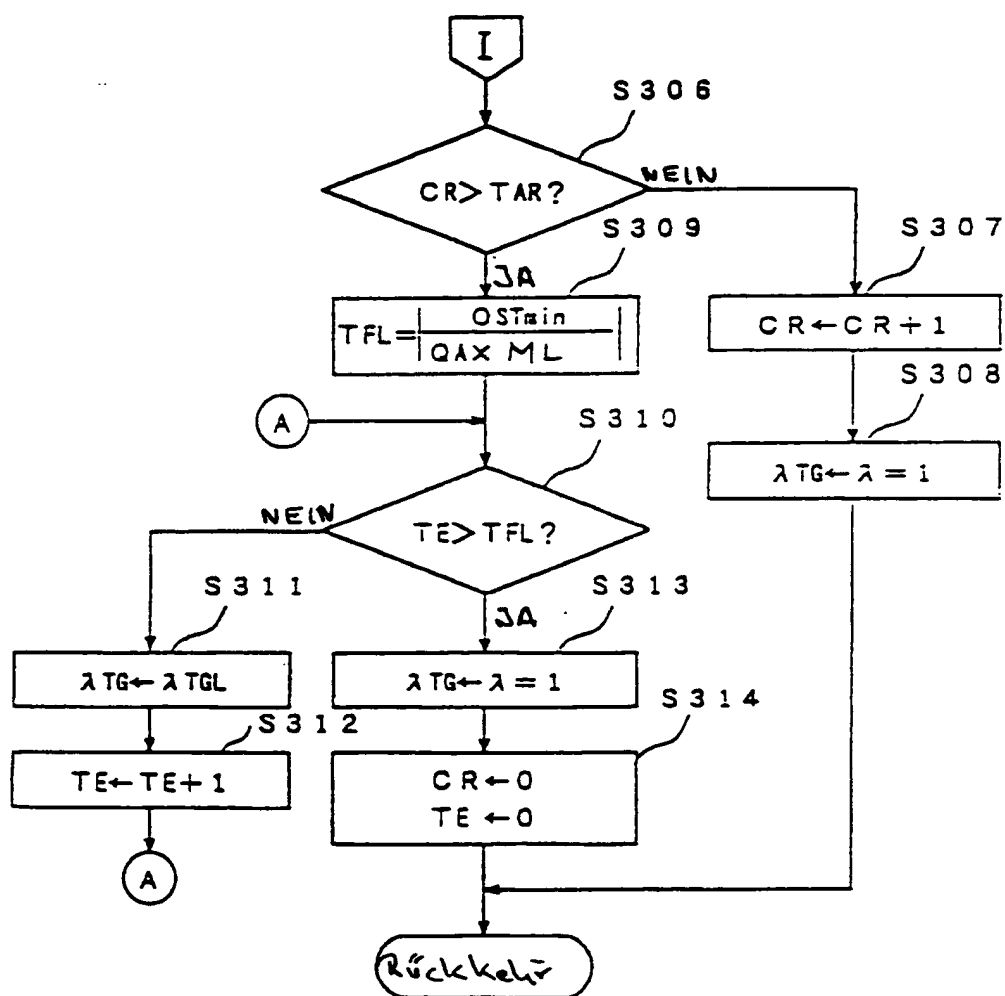 I
S306
CR>TAR?
NEIN
S309
S307
JA
TFL=|OSTmin
QA×ML|
CR←CR+1
S308
A
S310
λTG←λ=1
NEIN
TE>TFL?
S311
S313
JA
λTG←λTGL
λTG←λ=1
S312
S314
TE←TE+1
CR←0
TE←0
A
Rückkehr